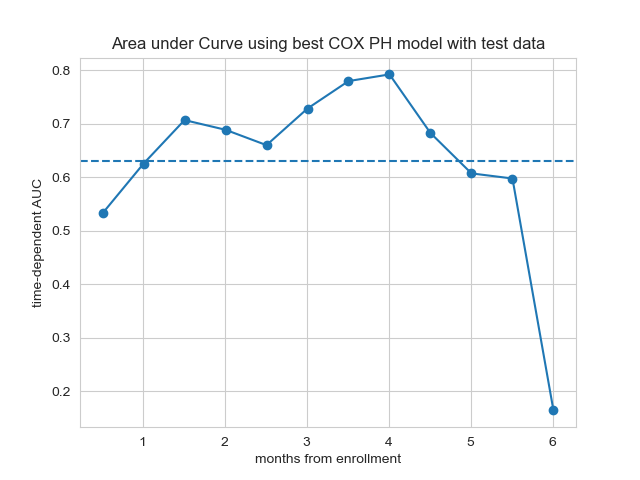 Area under Curve using best COX PH model with test data
0.8
0.7
0.6
0.5
0.4
0.3
0.2
time-dependent AUC
1 2 3 4 5 6
months from enrollment